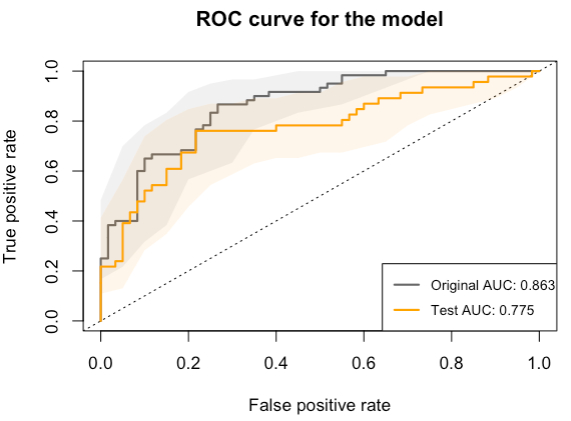 ROC curve for the model
True positive rate
0.0 0.2 0.4 0.6 0.8 1.0
Original AUC: 0.863
Test AUC: 0.775
0.0 0.2 0.4 0.6 0.8 1.0
False positive rate